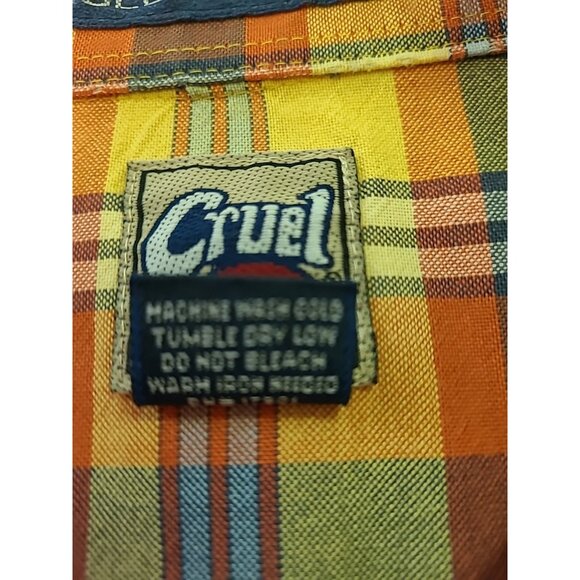 Cruel
®
MACHINE WASH COLD
TUMBLE DRY LOW
DO NOT BLEACH
WARM IRON NEEDED